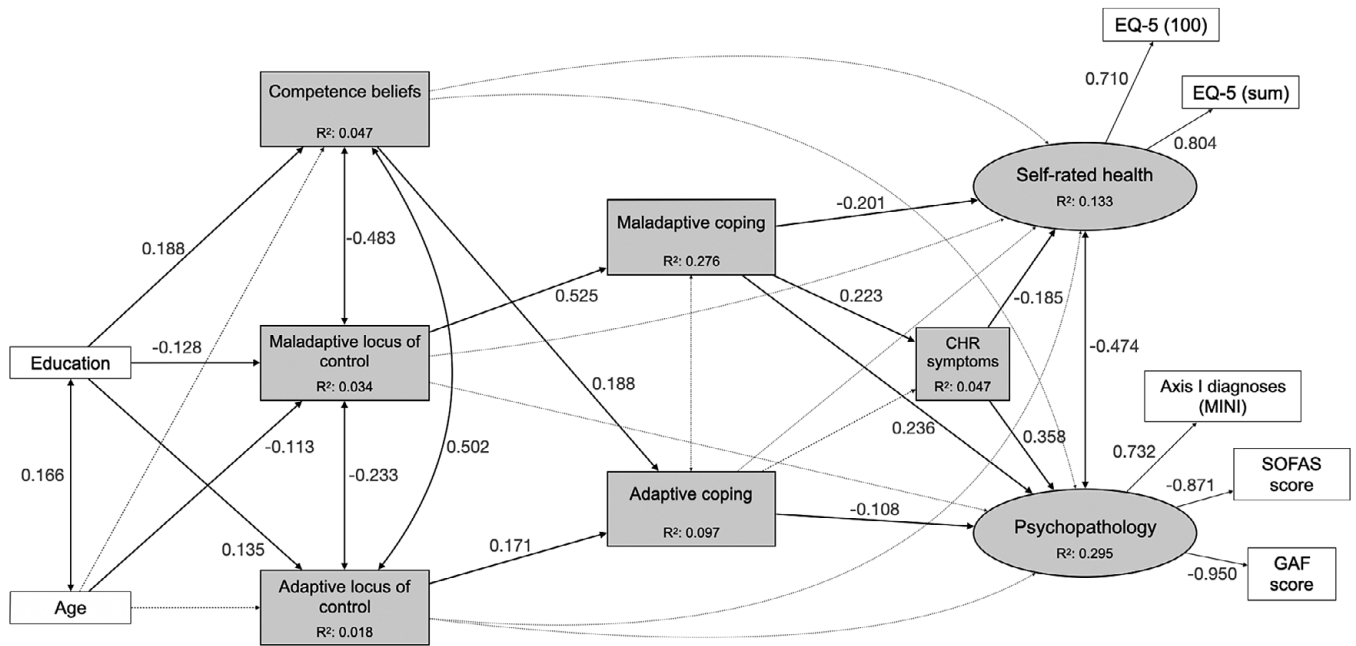 EQ-5 (100)
0.710
EQ-5 (sum)
0.804
Competence beliefs
R²: 0.047
Self-rated health
R²: 0.133
Maladaptive coping
R²: 0.276
-0.201
0.188
-0.483
0.525
0.223
-0.185
Maladaptive locus of
control
R²: 0.034
CHR
symptoms
R²: 0.047
-0.474
Education
-0.128
0.188
Axis I diagnoses
(MINI)
-0.113
0.502
0.236
0.358
0.732
0.166
-0.233
SOFAS
score
-0.871
Adaptive coping
R²: 0.097
-0.108
Psychopathology
R²: 0.295
0.135
0.171
GAF
score
-0.950
Age
Adaptive locus of
control
R²: 0.018